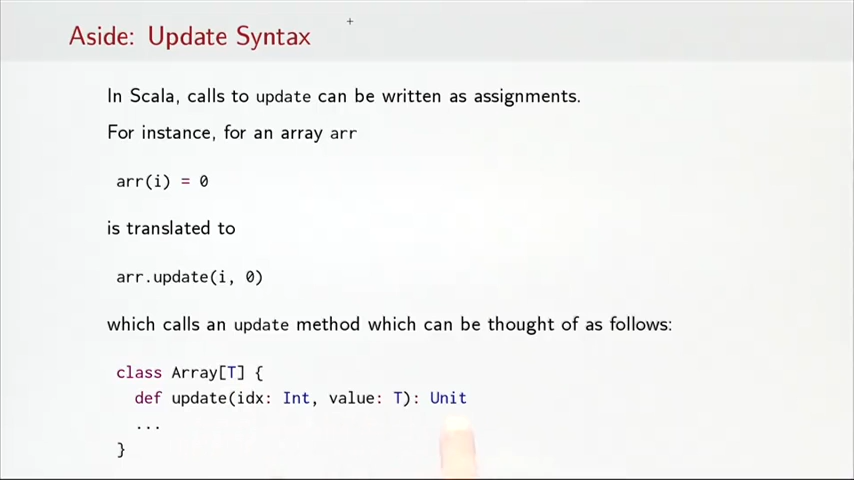 Aside: Update Syntax
In Scala, calls to update can be written as assignments.
For instance, for an array arr
arr(i) = 0
is translated to
arr.update(i, 0)
which calls an update method which can be thought of as follows:
class Array[T] {
def update(idx: Int, value: T): Unit
...
}